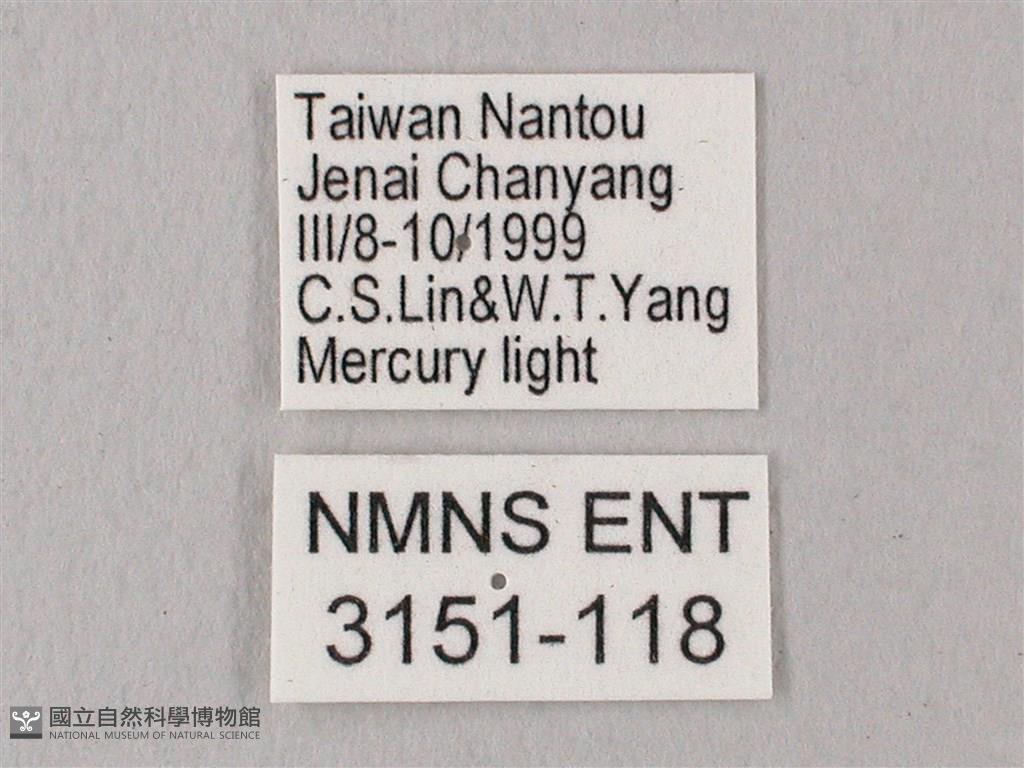 Taiwan Nantou
Jenai Chanyang
III/8-10/1999
C.S.Lin&W.T.Yang
Mercury light
NMNS ENT
3151-118
國立自然科學博物館
NATIONAL MUSEUM OF NATURAL SCIENCE